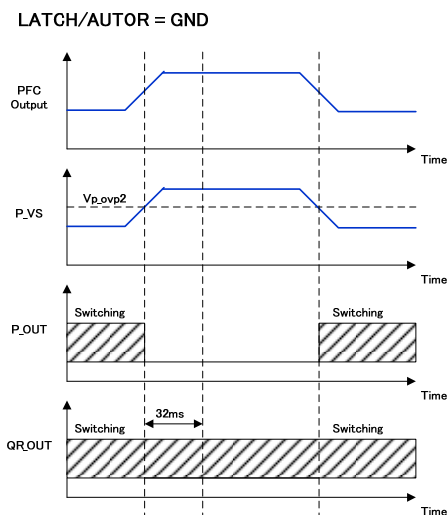 LATCH/AUTOR = GND
PFC
Output
Time
Vp_ovp2
P_VS
Time
Switching
Switching
P_OUT
Time
32ms
Switching
Switching
QR_OUT
Time